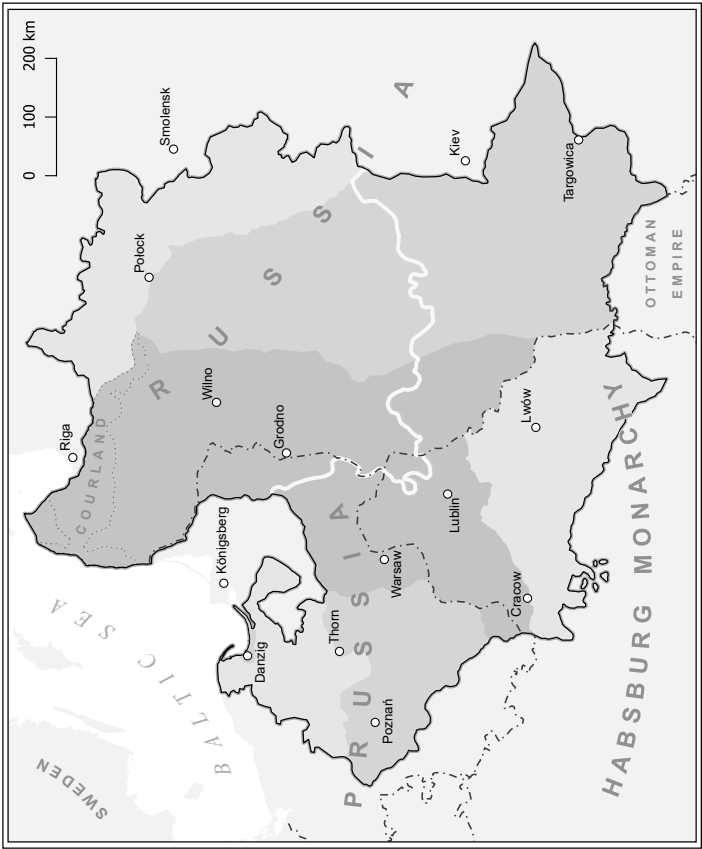 0 100 200 km
SWEDEN
BALTIC SEA
COURLAND
Riga
Połock
Smolensk
Königsberg
Wilno
Danzig
Grodno
RUSSIA
Thorn
PRUSSIA
Poznań
Warsaw
Lublin
Kiev
Cracow
Lwów
Targowica
HABSBURG MONARCHY
OTTOMAN
EMPIRE